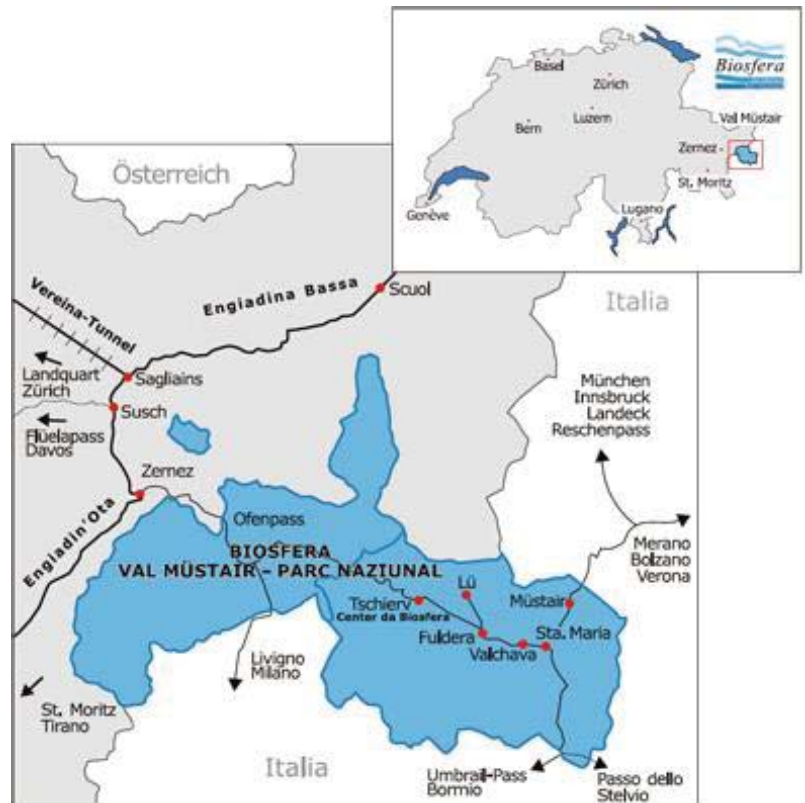 Biosfera
Basel
Zürich
Luzern
Bern
Val Müstair
Zernez
St. Moritz
Genève
Lugano
Österreich
Italia
Engiadina Bassa
Scuol
Vereina-Tunnel
Landquart
Zürich
Sagliains
Susch
Flüelapass
Davos
Zernez
Engiadin'Ota
München
Innsbruck
Landeck
Reschenpass
Merano
Bolzano
Verona
Ofenpass
BIOSFERA
VAL MÜSTAIR – PARC NAZIUNAL
Lü
Tschierv
Center da Biosfera
Müstair
Fuldera
Sta. Maria
Valchava
Livigno
Milano
St. Moritz
Tirano
Italia
Umbrail-Pass
Bormio
Passo dello
Stelvio